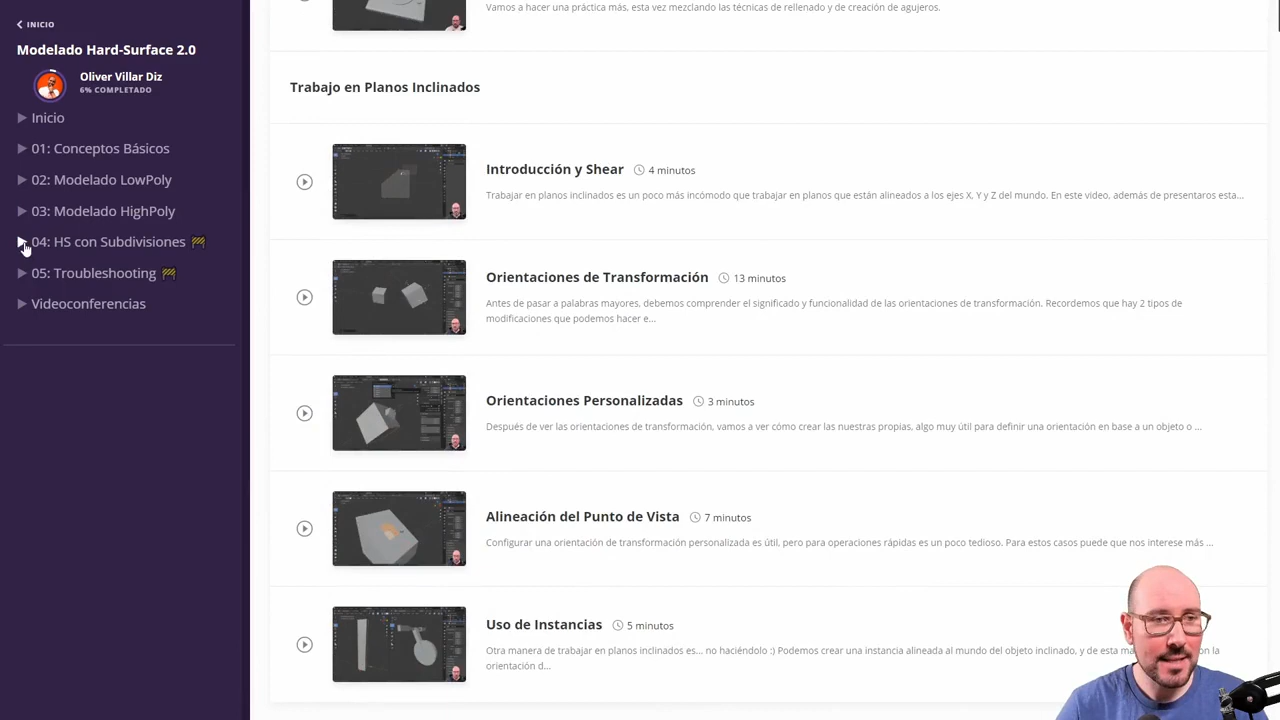 INICIO
Modelado Hard-Surface 2.0
Oliver Villar Diz
6% COMPLETADO
Inicio
01: Conceptos Básicos
02: Modelado LowPoly
03: Modelado HighPoly
04: HS con Subdivisiones
05: Troubleshooting
Videoconferencias
Vamos a hacer una práctica más, esta vez mezclando las técnicas de rellenado y de creación de agujeros.
Trabajo en Planos Inclinados
Introducción y Shear 4 minutos
Trabajar en planos inclinados es un poco más incómodo que trabajar en planos que están alineados a los ejes X, Y y Z del mundo. En este video, además de presentaros esta...
Orientaciones de Transformación 13 minutos
Antes de pasar a palabras mayores, debemos comprender el significado y funcionalidad de las orientaciones de transformación. Recordemos que hay 2 tipos de
modificaciones que podemos hacer e...
Orientaciones Personalizadas 3 minutos
Después de ver las orientaciones de transformación, vamos a ver cómo crear las nuestras propias, algo muy útil para definir una orientación en base a un objeto o ...
Alineación del Punto de Vista 7 minutos
Configurar una orientación de transformación personalizada es útil, pero para operaciones rápidas es un poco tedioso. Para estos casos puede que nos interese más ...
Uso de Instancias 5 minutos
Otra manera de trabajar en planos inclinados es... no haciéndolo :) Podemos crear una instancia alineada al mundo del objeto inclinado, y de esta con la
orientación d...